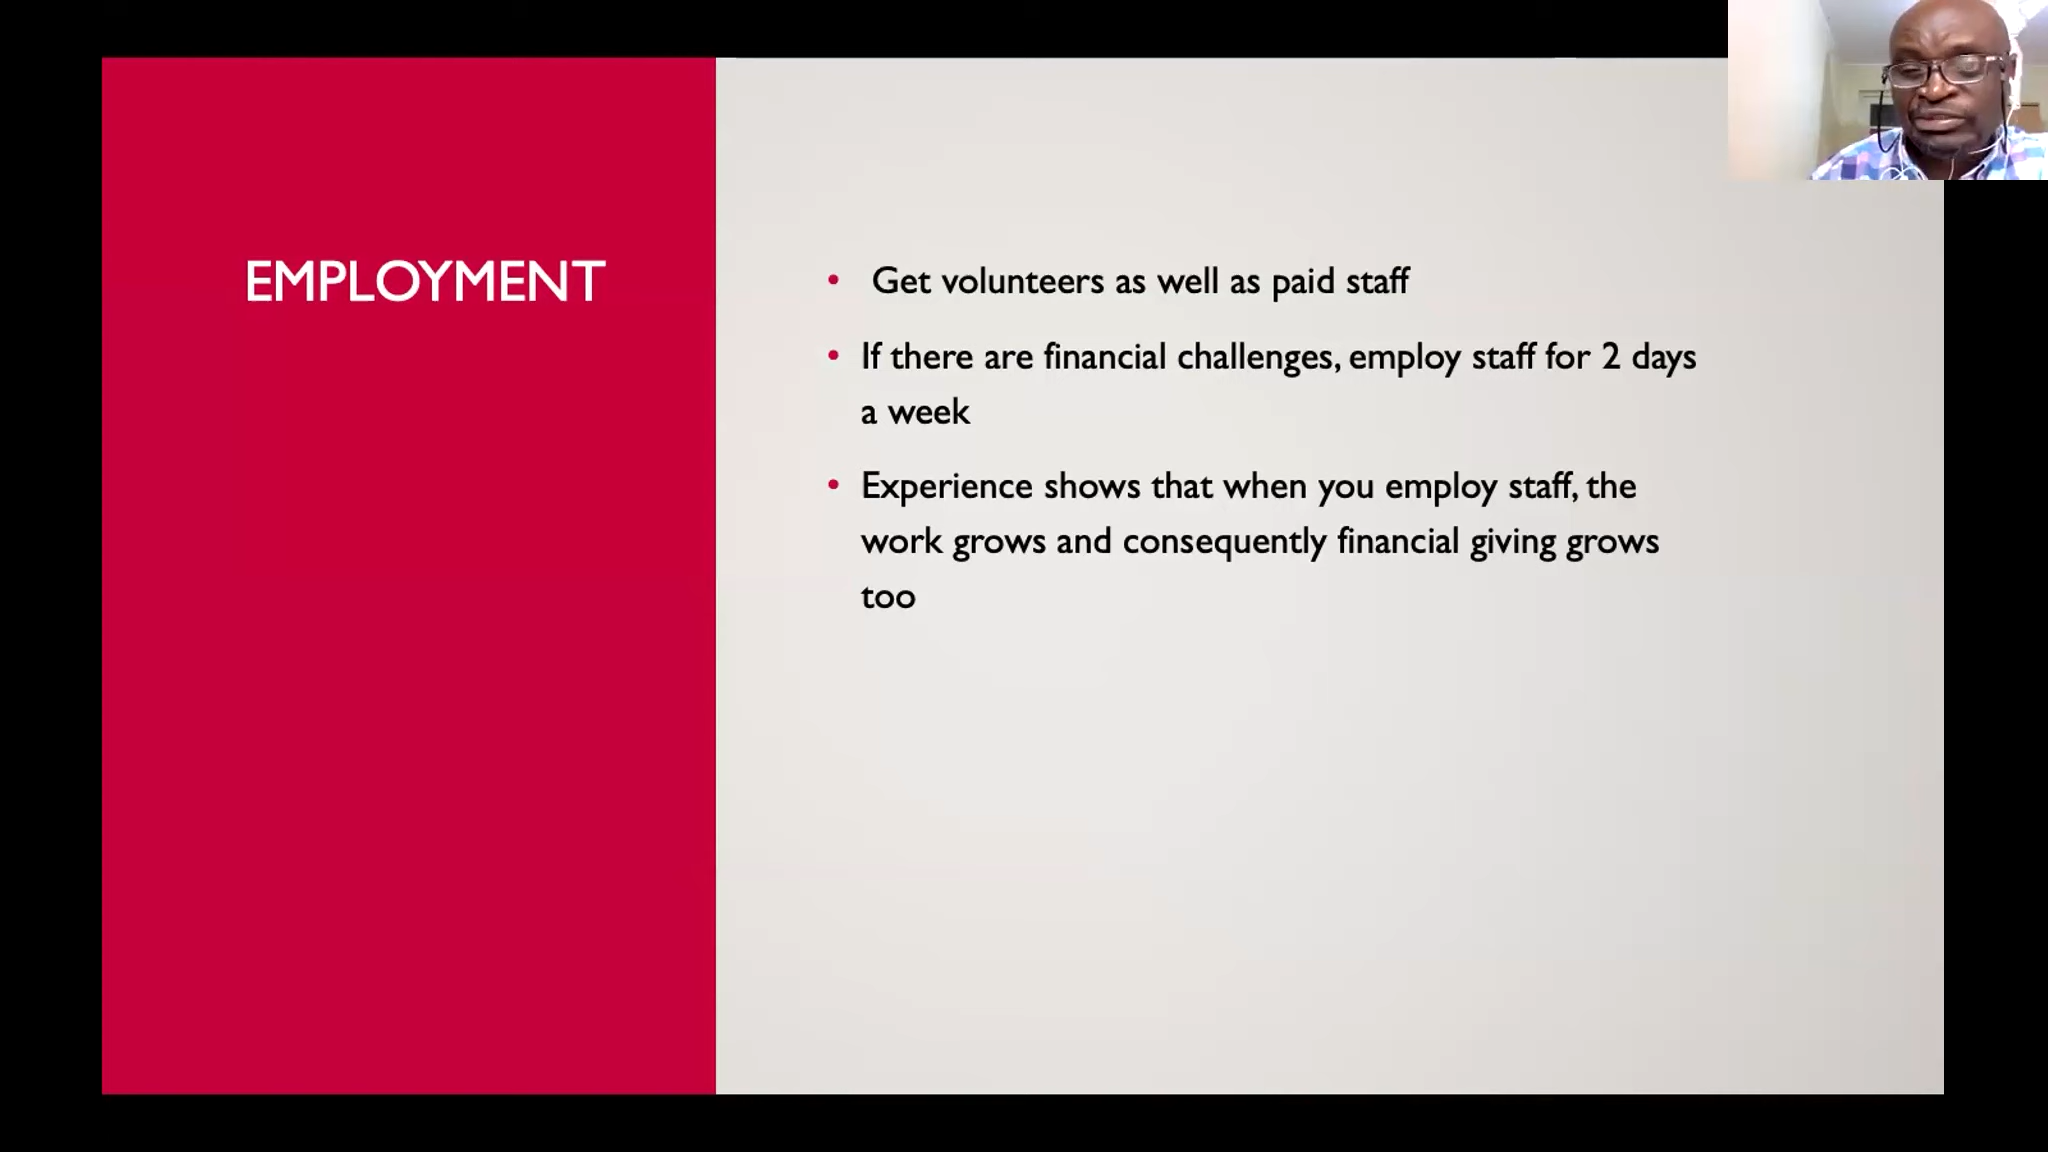 EMPLOYMENT
• Get volunteers as well as paid staff
• If there are financial challenges, employ staff for 2 days
a week
• Experience shows that when you employ staff, the
work grows and consequently financial giving grows
too